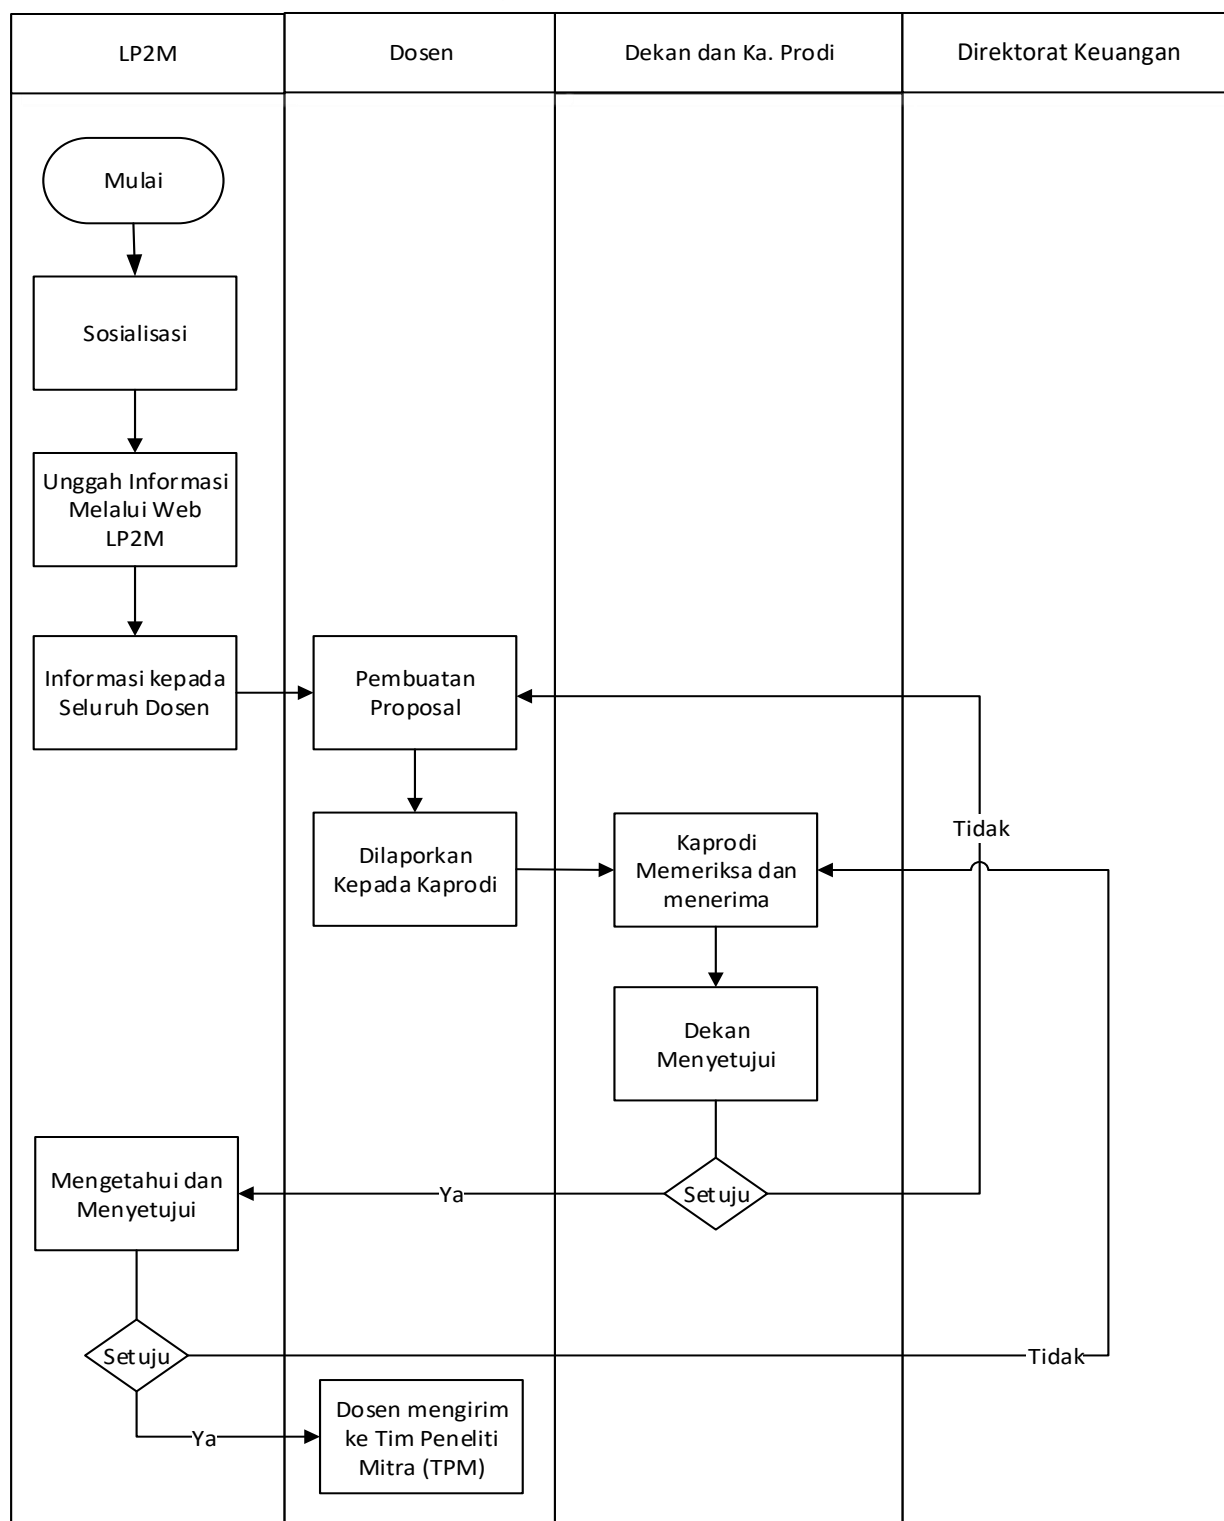 LP2M
Dosen
Dekan dan Ka. Prodi
Direktorat Keuangan
Mulai
Sosialisasi
Unggah Informasi
Melalui Web
LP2M
Informasi kepada
Seluruh Dosen
Pembuatan
Proposal
Dilaporkan
Kepada Kaprodi
Kaprodi
Memeriksa dan
menerima
Tidak
Dekan
Menyetujui
Setuju
Ya
Mengetahui dan
Menyetujui
Setuju
Tidak
Ya
Dosen mengirim
ke Tim Peneliti
Mitra (TPM)